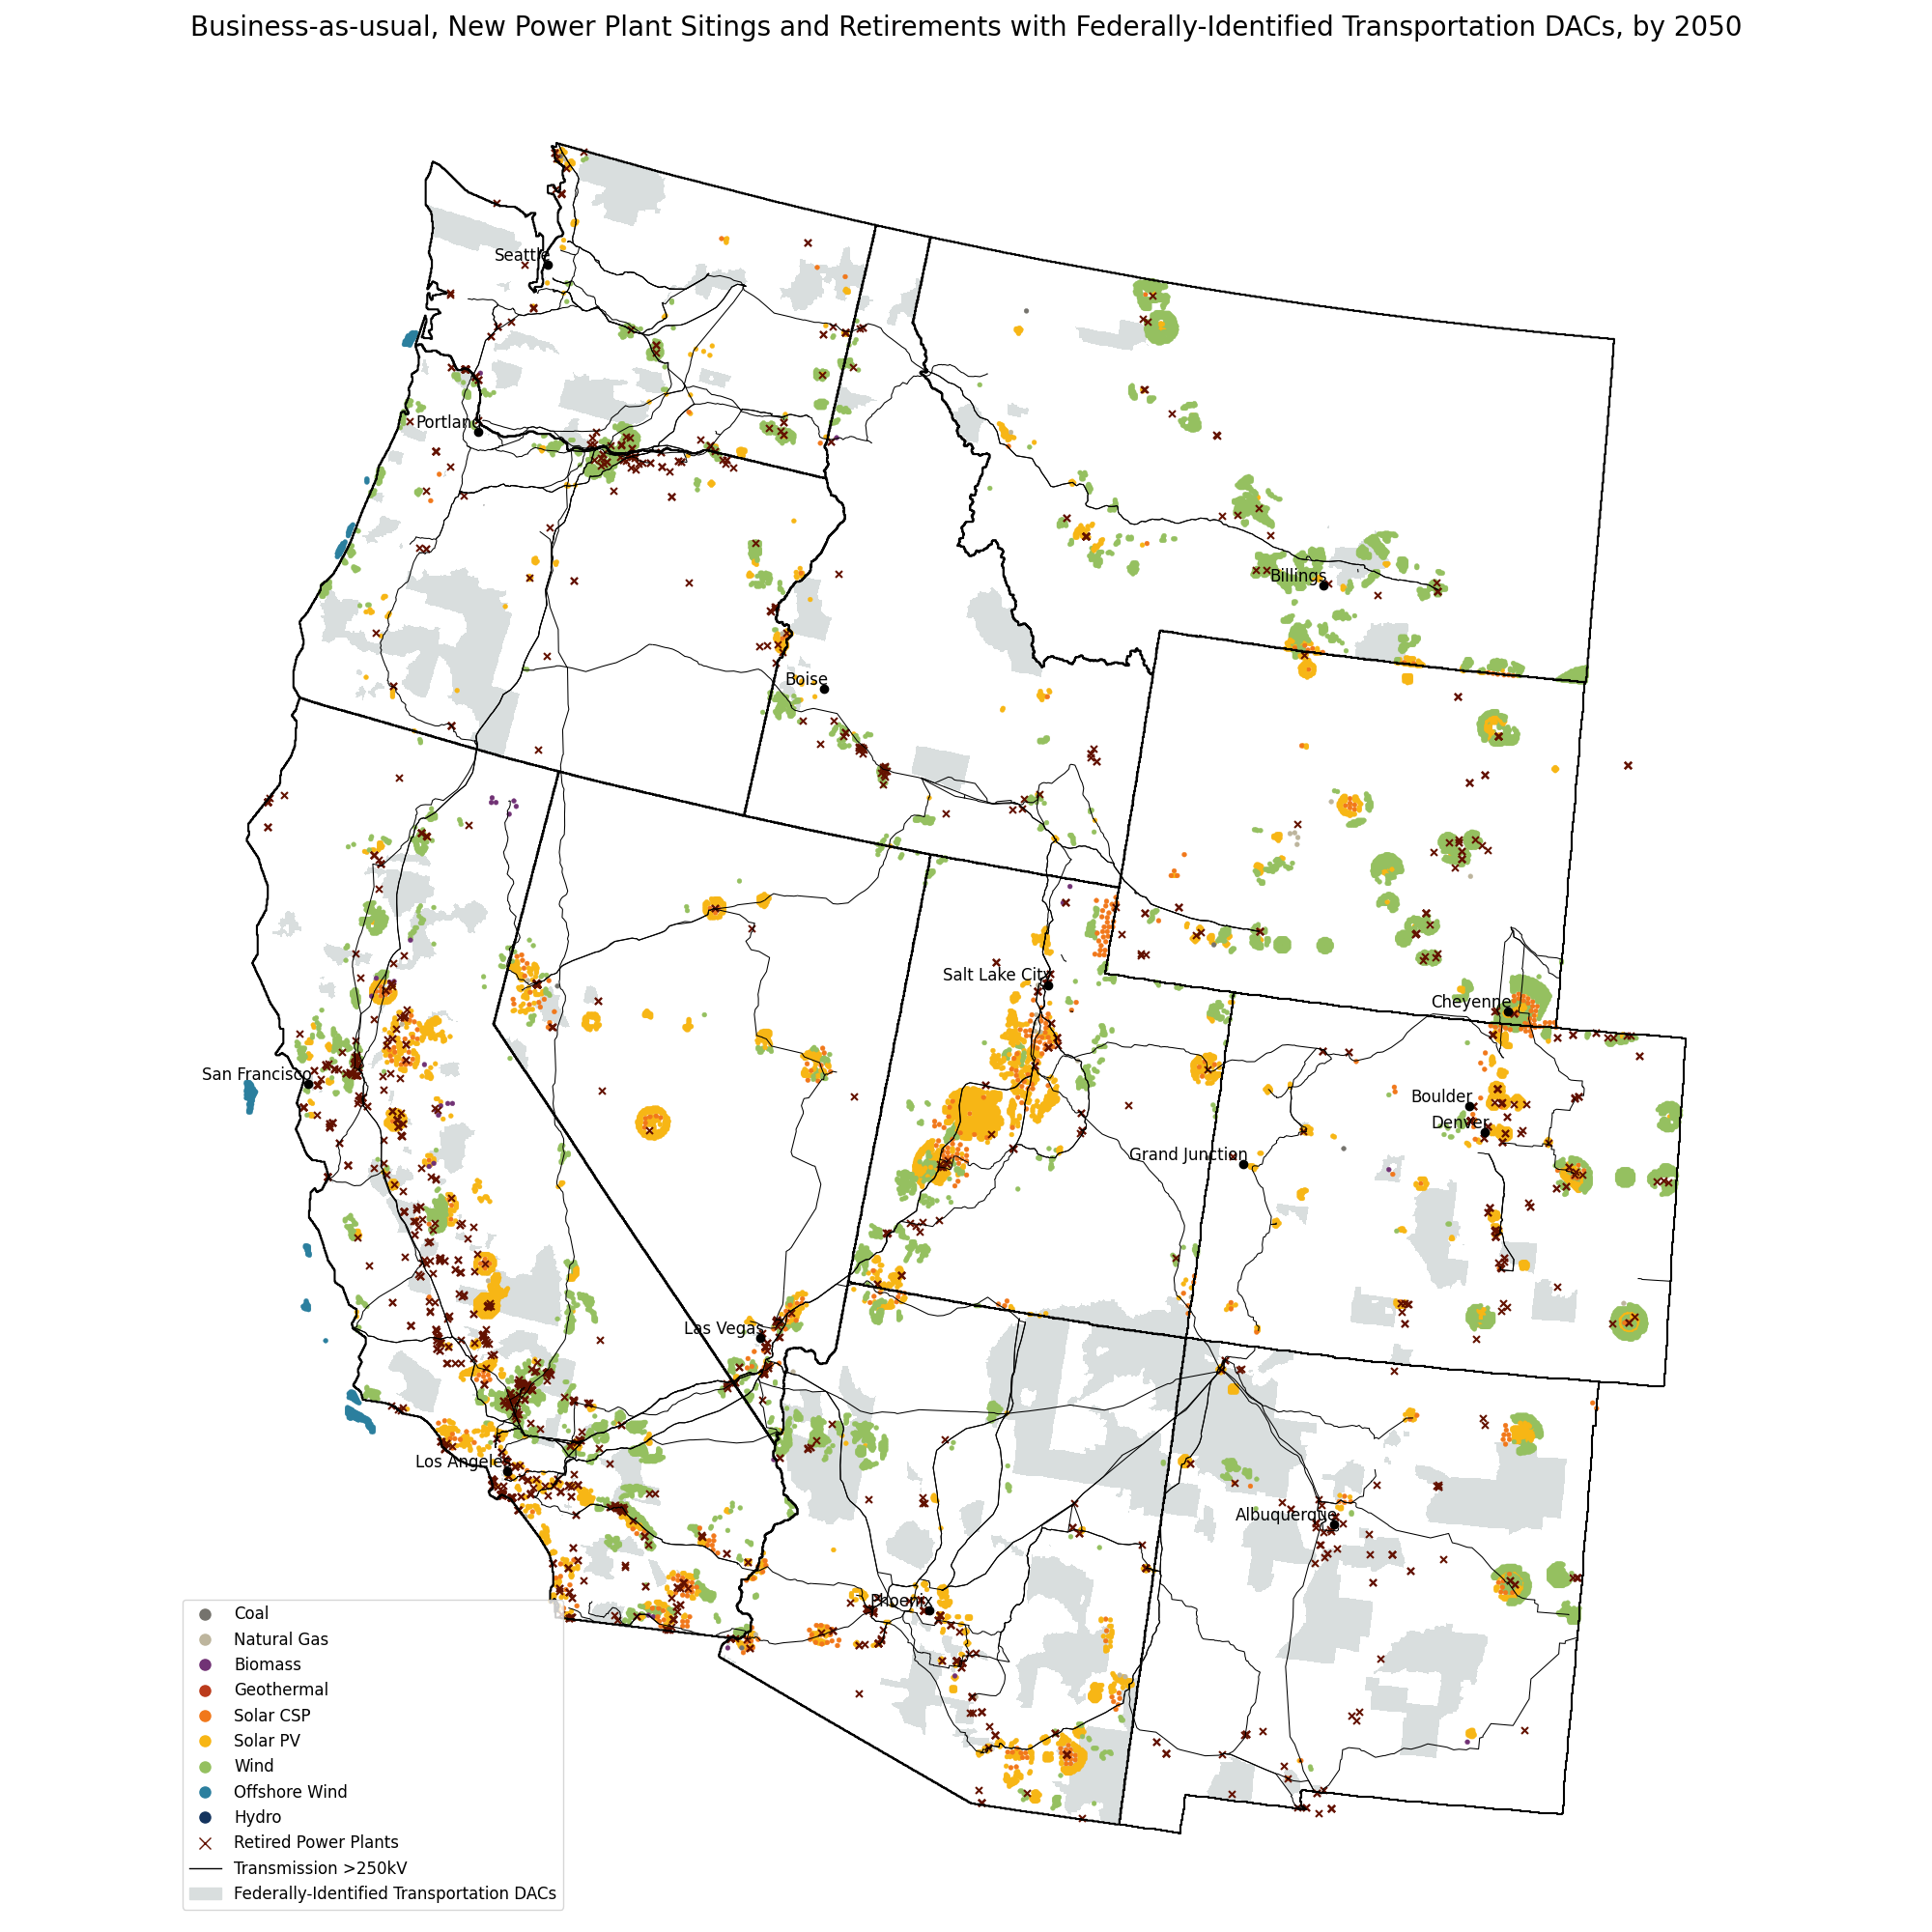 Business-as-usual, New Power Plant Sitings and Retirements with Federally-Identified Transportation DACs, by 2050
Seattle
Portland
Billings
Boise
Salt Lake City
Cheyenne
San Francisco
Boulder
Denver
Grand Junction
Las Vegas
Los Angeles
Albuquerque
Phoenix
Coal
Natural Gas
Biomass
Geothermal
Solar CSP
Solar PV
Wind
Offshore Wind
Hydro
Retired Power Plants
Transmission >250kV
Federally-Identified Transportation DACs